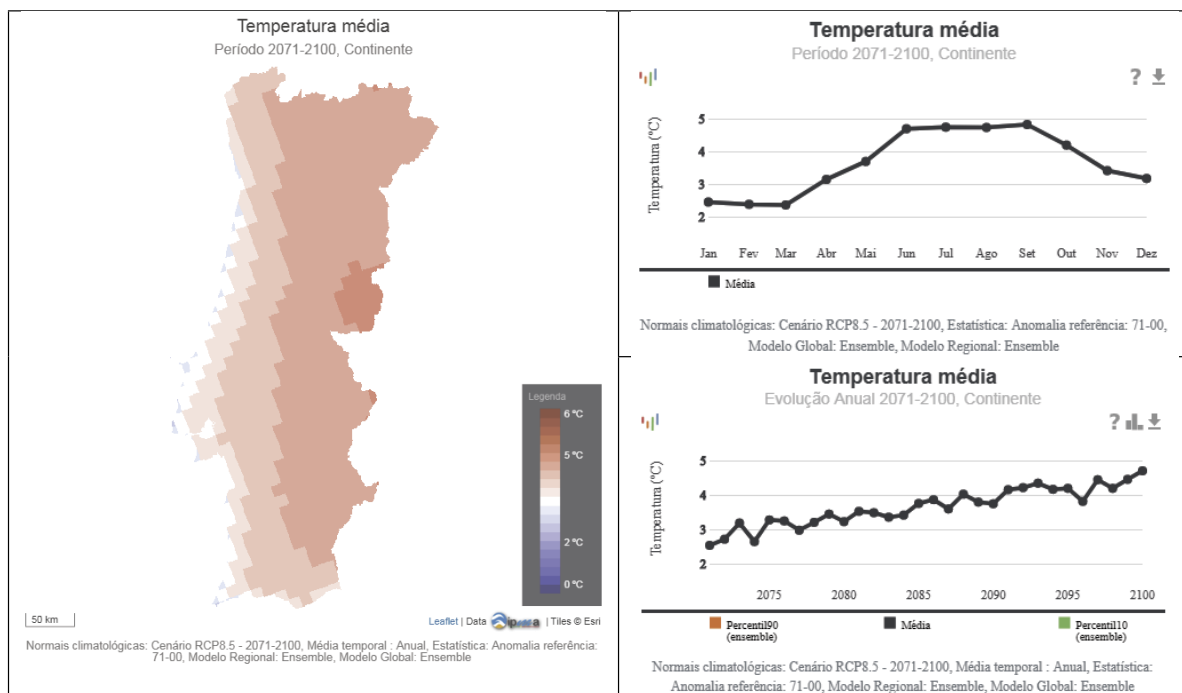 Temperatura média
Período 2071-2100, Continente
Legenda
6 ºC
5 ºC
2 ºC
0 ºC
50 km
Leaflet | Data ipma | Tiles © Esri
Normais climatológicas: Cenário RCP8.5 - 2071-2100, Média temporal : Anual, Estatística: Anomalia referência:
71-00, Modelo Regional: Ensemble, Modelo Global: Ensemble
Temperatura média
Período 2071-2100, Continente
?
Temperatura (°C)
5
4
3
2
Jan Fev Mar Abr Mai Jun Jul Ago Set Out Nov Dez
Média
Normais climatológicas: Cenário RCP8.5 - 2071-2100, Estatística: Anomalia referência: 71-00,
Modelo Global: Ensemble, Modelo Regional: Ensemble
Temperatura média
Evolução Anual 2071-2100, Continente
?
Temperatura (°C)
5
4
3
2
2075 2080 2085 2090 2095 2100
Percentil90 Média Percentil10
(ensemble) (ensemble)
Normais climatológicas: Cenário RCP8.5 - 2071-2100, Média temporal : Anual, Estatística:
Anomalia referência: 71-00, Modelo Regional: Ensemble, Modelo Global: Ensemble